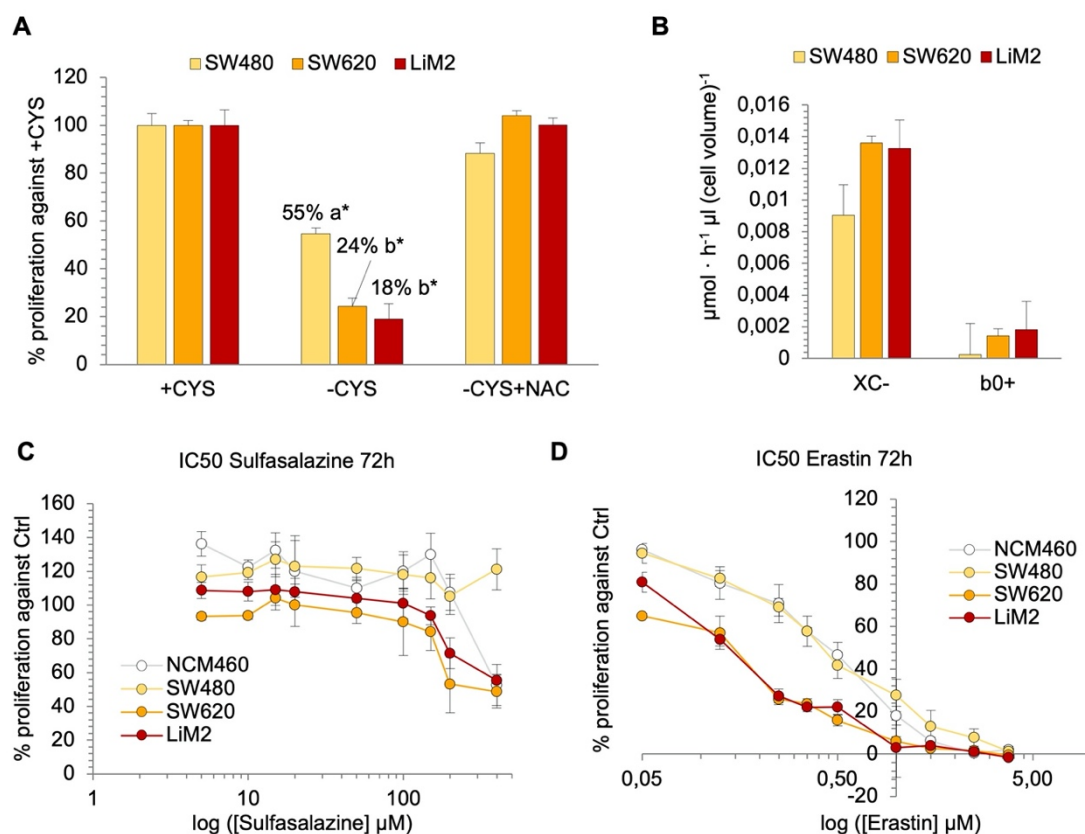 A
SW480 SW620 LiM2
% proliferation against +CYS
120
100
80
60
40
20
0
55% a*
24% b*
18% b*
+CYS -CYS -CYS+NAC
B
SW480 SW620 LiM2
µmol · h⁻¹ µl (cell volume)⁻¹
0,016
0,014
0,012
0,01
0,008
0,006
0,004
0,002
0
XC- b0+
C
IC50 Sulfasalazine 72h
% proliferation against Ctrl
160
140
120
100
80
60
40
20
0
NCM460
SW480
SW620
LiM2
1 10 100
log ([Sulfasalazine] µM)
D
IC50 Erastin 72h
% proliferation against Ctrl
120
100
80
60
40
20
0
-20
NCM460
SW480
SW620
LiM2
0,05 0,50 5,00
log ([Erastin] µM)